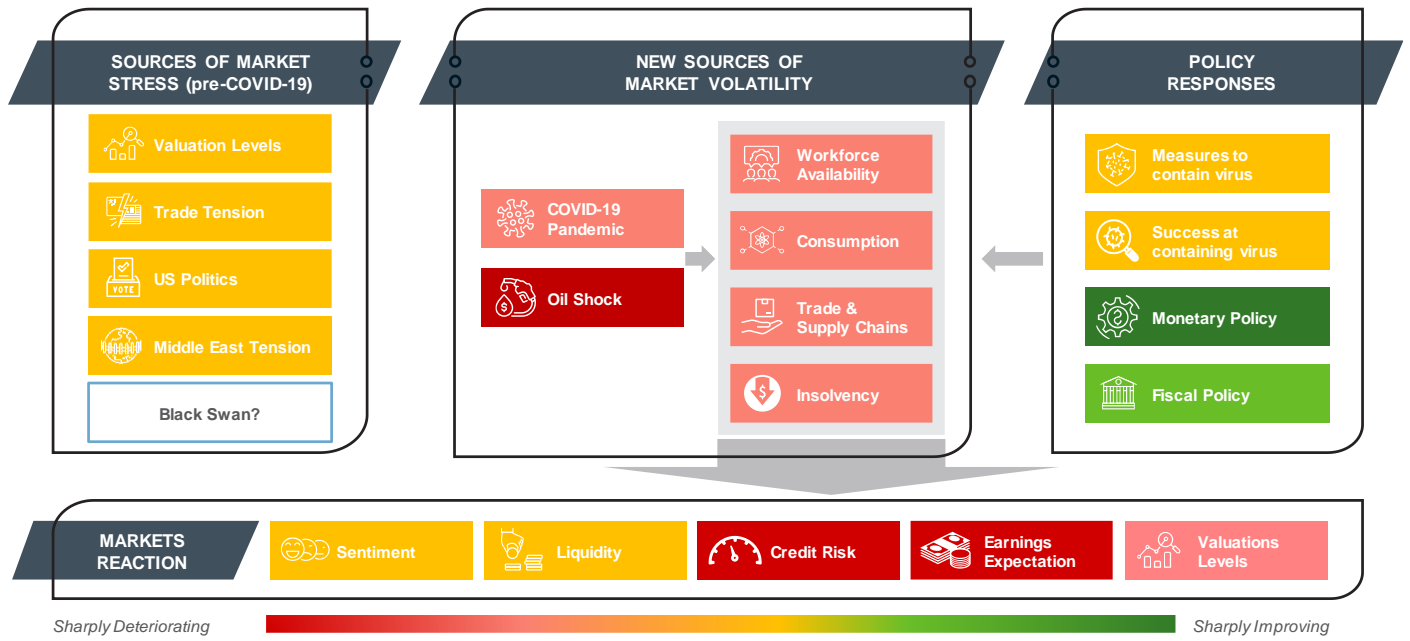 SOURCES OF MARKET
STRESS (pre-COVID-19)
Valuation Levels
Trade Tension
VOTE
US Politics
Middle East Tension
Black Swan?
NEW SOURCES OF
MARKET VOLATILITY
COVID-19
Pandemic
$
Oil Shock
Workforce
Availability
Consumption
Trade &
Supply Chains
$
Insolvency
POLICY
RESPONSES
Measures to
contain virus
Success at
containing virus
Monetary Policy
Fiscal Policy
MARKETS
REACTION
Sentiment
Liquidity
Credit Risk
Earnings
Expectation
Valuations
Levels
Sharply Deteriorating
Sharply Improving